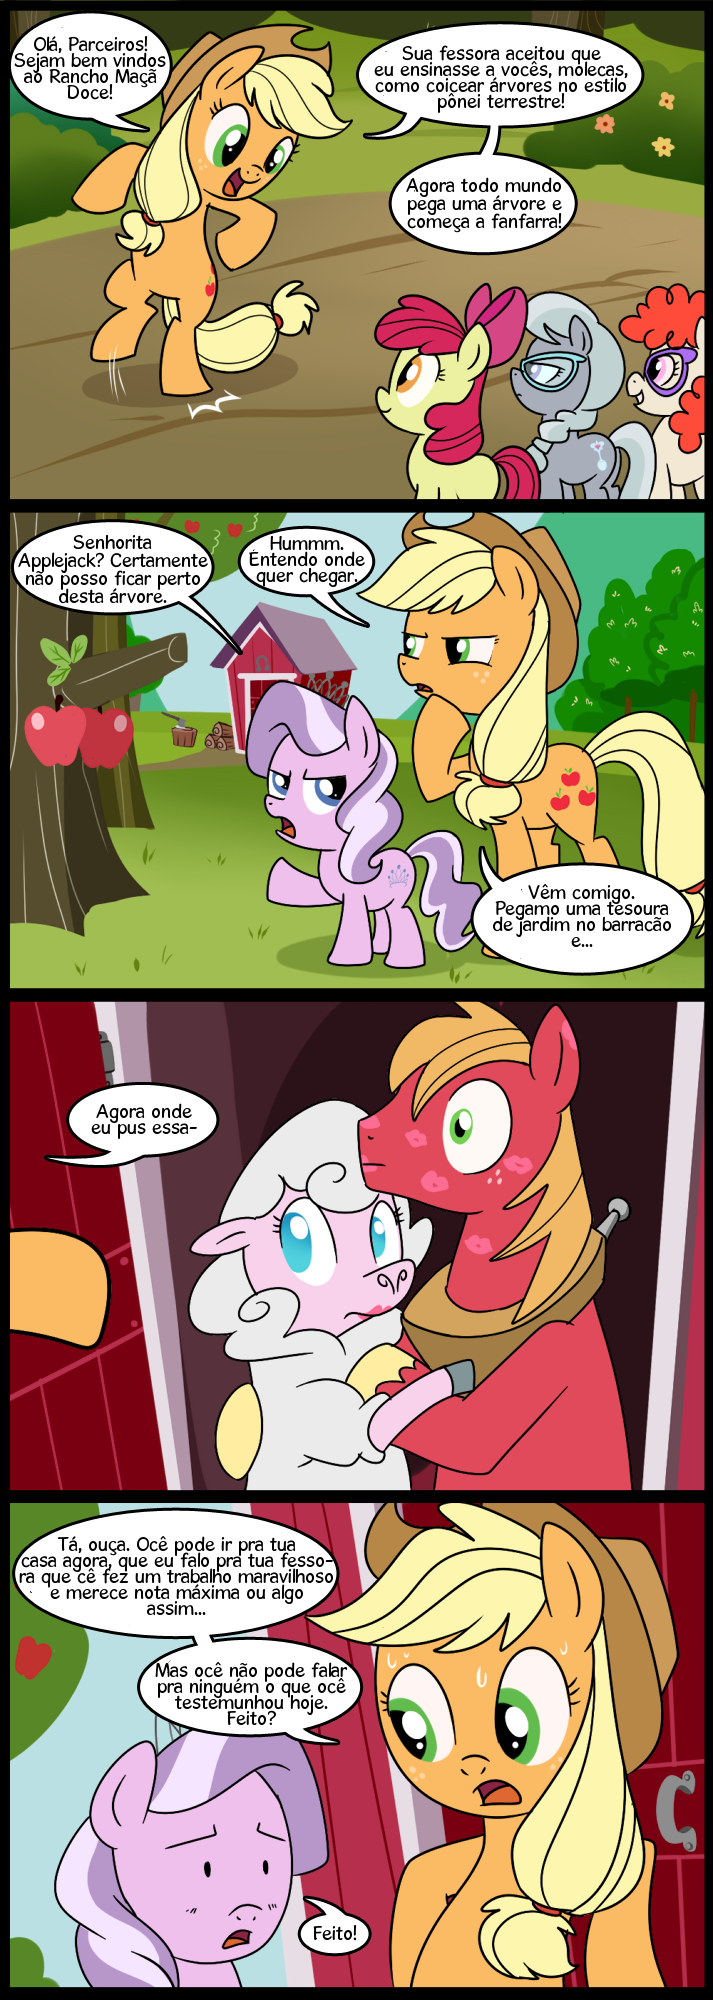 Olá, Parceiros!
Sejam bem vindos
ao Rancho Maçã
Doce!
Sua fessora aceitou que
eu ensinasse a vocês, molecas,
como coicear árvores no estilo
pônei terrestre!
Agora todo mundo
pega uma árvore e
começa a fanfarra!
Senhorita
Applejack? Certamente
não posso ficar perto
desta árvore.
Hummm.
Entendo onde
quer chegar.
Vêm comigo.
Pegamo uma tesoura
de jardim no barracão
e...
Agora onde
eu pus essa-
Tá, ouça. Ocê pode ir pra tua
casa agora, que eu falo pra tua fesso-
ra que cê fez um trabalho maravilhoso
e merece nota máxima ou algo
assim...
Mas ocê não pode falar
pra ninguém o que ocê
testemunhou hoje.
Feito?
Feito!